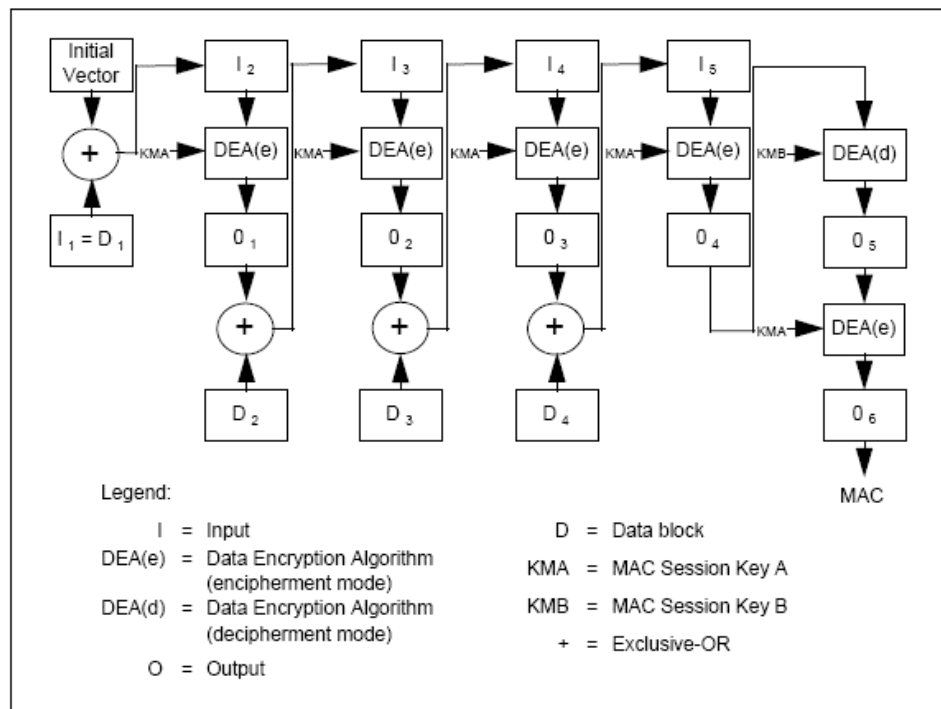 Initial
Vector
I 2
I 3
I 4
I 5
+
KMA
DEA(e)
KMA
DEA(e)
KMA
DEA(e)
KMA
DEA(e)
KMB
DEA(d)
I 1 = D 1
0 1
0 2
0 3
0 4
0 5
+
+
+
KMA
DEA(e)
D 2
D 3
D 4
0 6
MAC
Legend:
I = Input
DEA(e) = Data Encryption Algorithm
(encipherment mode)
DEA(d) = Data Encryption Algorithm
(decipherment mode)
O = Output
D = Data block
KMA = MAC Session Key A
KMB = MAC Session Key B
+ = Exclusive-OR